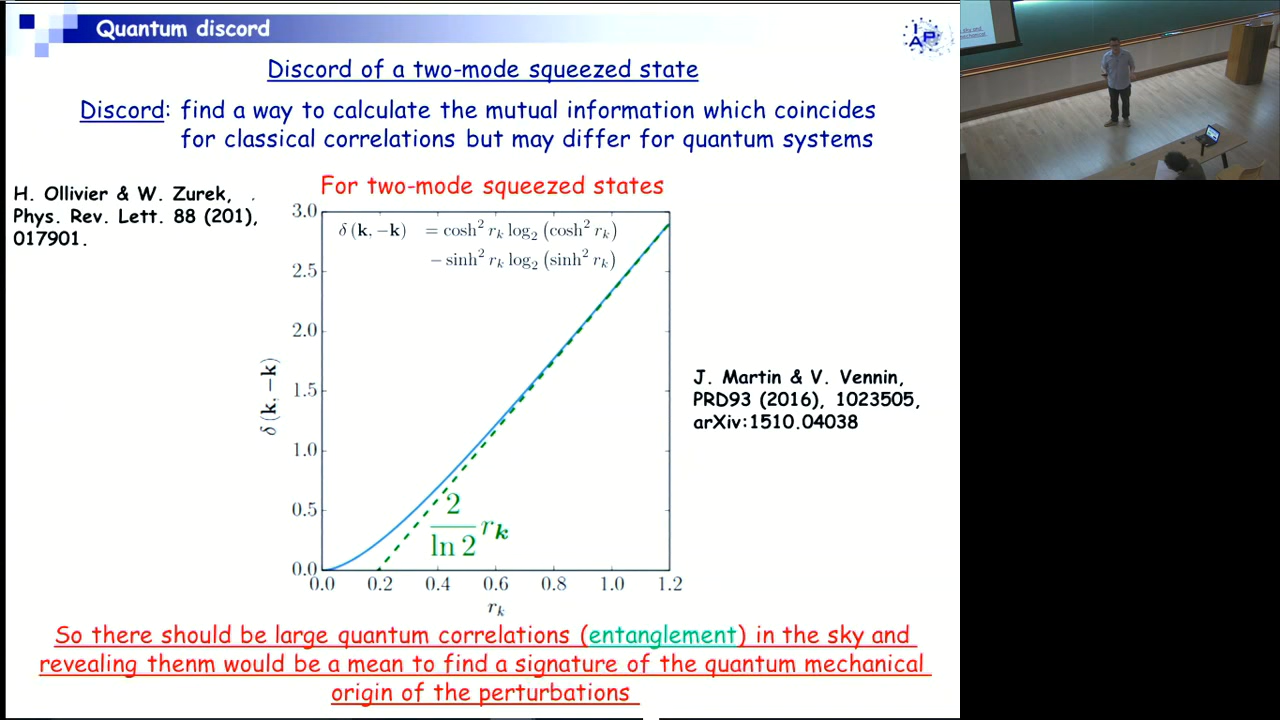 Quantum discord
IAP
Discord of a two-mode squeezed state
Discord: find a way to calculate the mutual information which coincides
for classical correlations but may differ for quantum systems
H. Ollivier & W. Zurek,
Phys. Rev. Lett. 88 (201),
017901.
For two-mode squeezed states
3.0
δ (k, −k) = cosh² r_k log₂ (cosh² r_k)
− sinh² r_k log₂ (sinh² r_k)
2.5
2.0
1.5
1.0
0.5
0.0
δ (k, −k)
2/ln 2 r_k
0.0 0.2 0.4 0.6 0.8 1.0 1.2
r_k
J. Martin & V. Vennin,
PRD93 (2016), 1023505,
arXiv:1510.04038
So there should be large quantum correlations (entanglement) in the sky and
revealing thenm would be a mean to find a signature of the quantum mechanical
origin of the perturbations